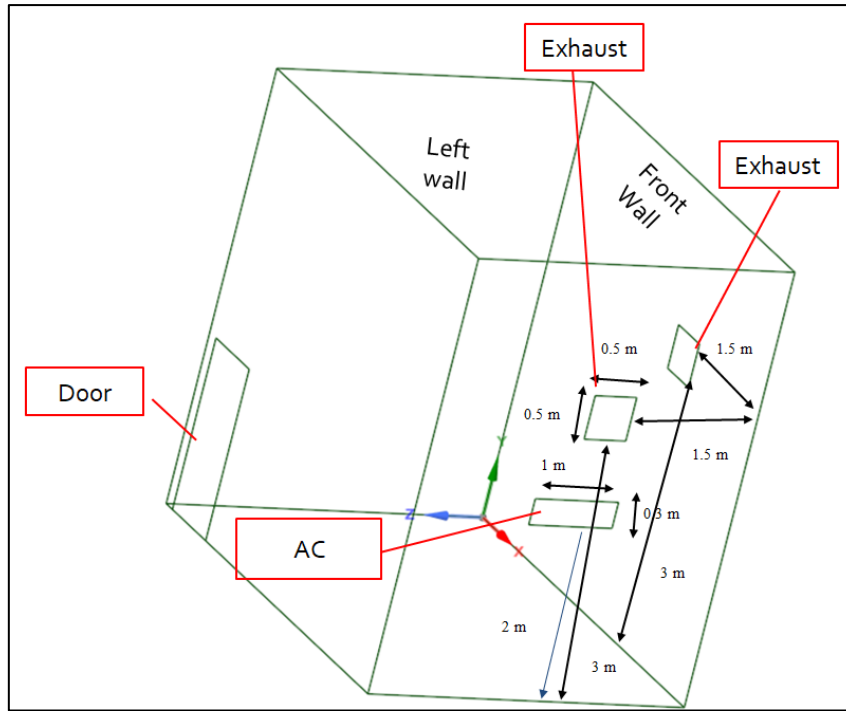 Exhaust
Left
wall
Front
Wall
Exhaust
0.5 m
1.5 m
Door
0.5 m
1.5 m
1 m
Y
Z
X
AC
0.3 m
3 m
2 m
3 m